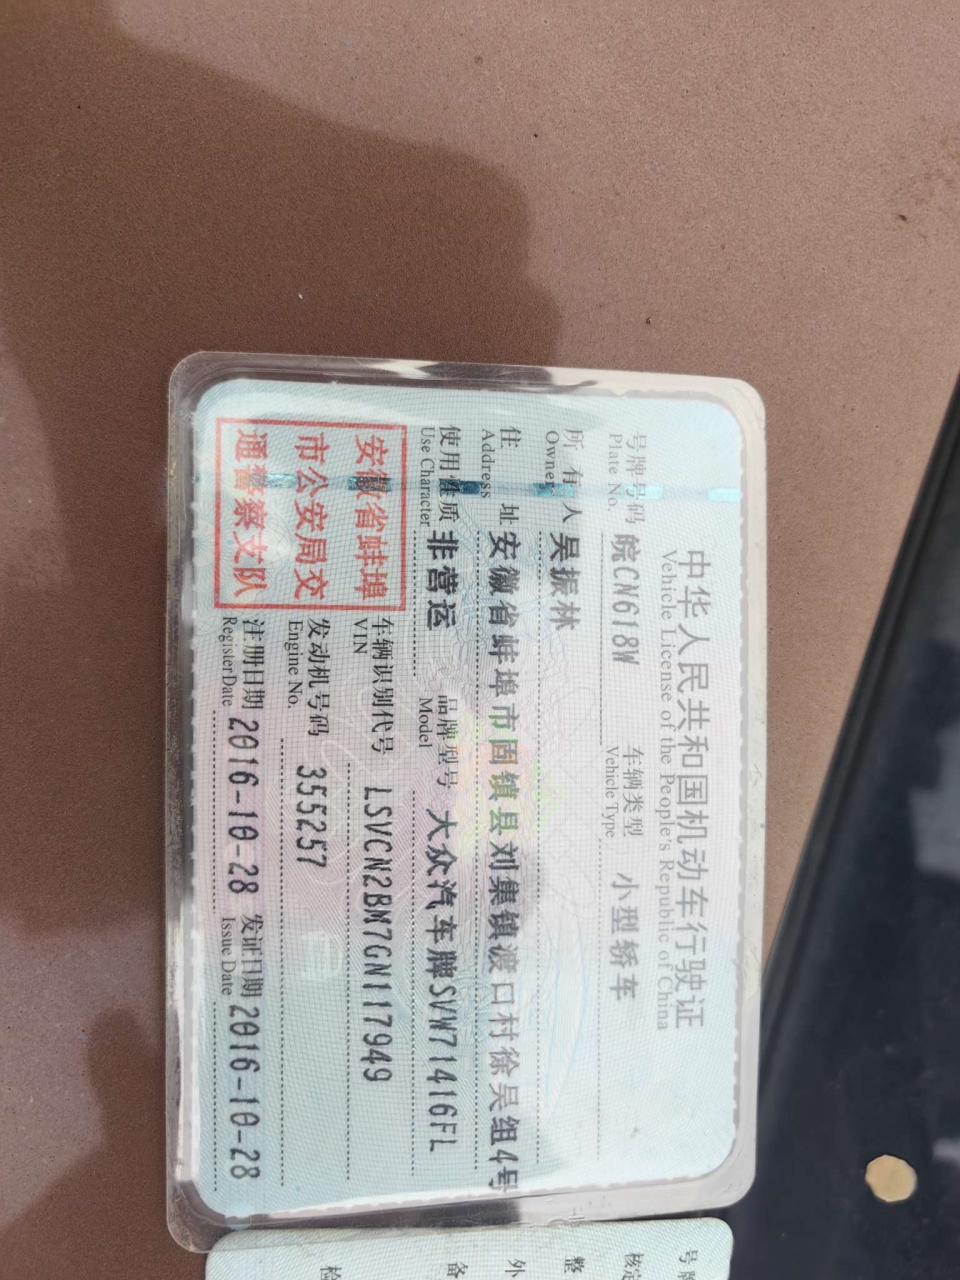 中华人民共和国机动车行驶证
Vehicle License of the People's Republic of China
号牌号码 皖CN618W 车辆类型 小型轿车
Plate No. Vehicle Type
所有人 吴振林
Owner
住址 安徽省蚌埠市固镇县刘集镇渡口村徐吴组4号
Address
使用性质 非营运 品牌型号 大众汽车牌SVW71416FL
Use Character Model
安徽省蚌埠
市公安局交
通警察支队
车辆识别代号 LSVCN2BM7GN117949
VIN
发动机号码 355257
Engine No.
注册日期 2016-10-28 发证日期 2016-10-28
Register Date Issue Date
号牌
核定
整
外
备
检